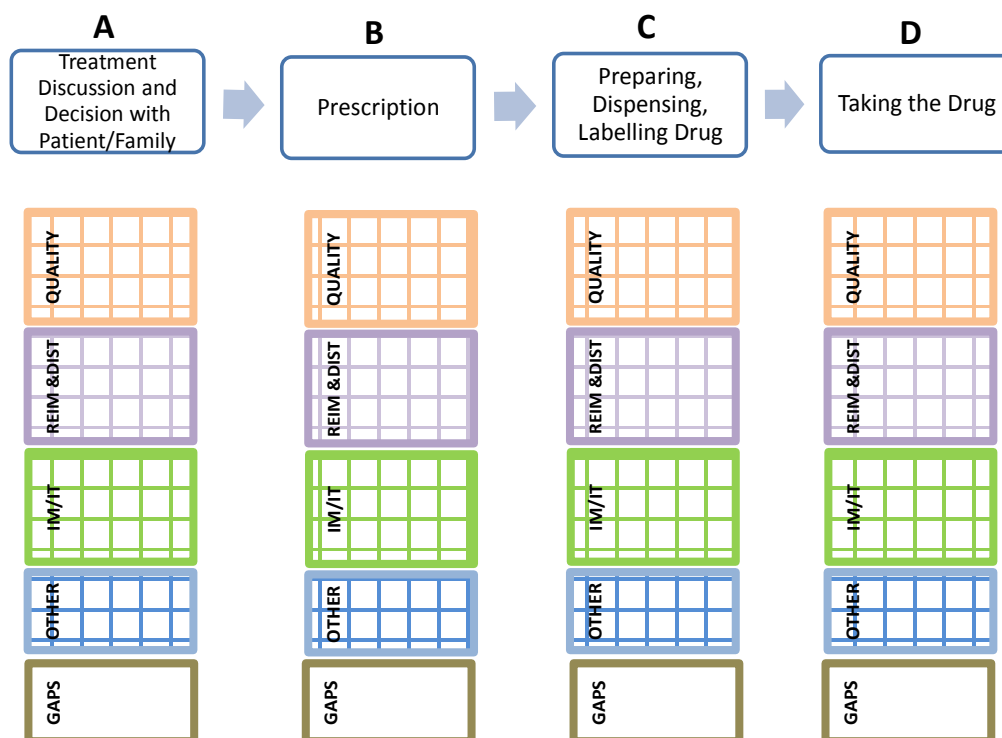 A
B
C
D
Treatment
Discussion and
Decision with
Patient/Family
Prescription
Preparing,
Dispensing,
Labelling Drug
Taking the Drug
QUALITY
QUALITY
QUALITY
QUALITY
REIM &DIST
REIM &DIST
REIM &DIST
REIM &DIST
IM/IT
IM/IT
IM/IT
IM/IT
OTHER
OTHER
OTHER
OTHER
GAPS
GAPS
GAPS
GAPS